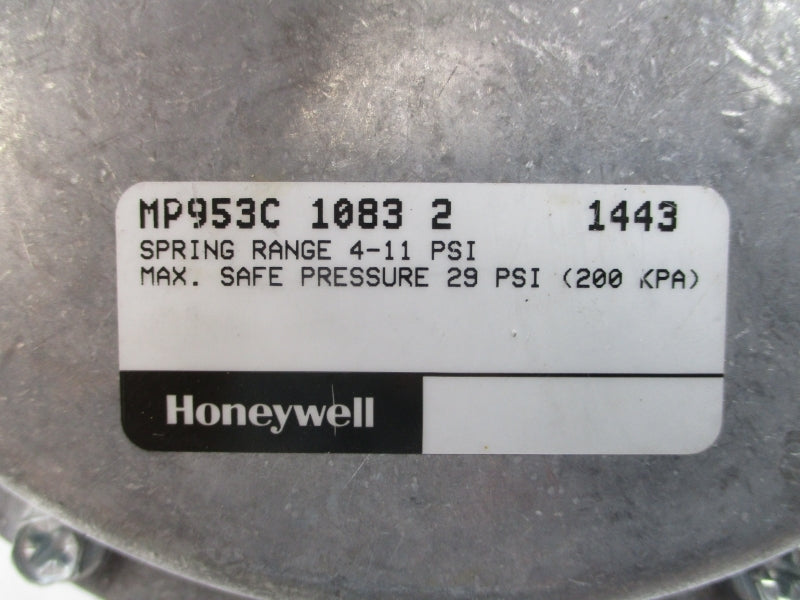 MP953C 1083 2 1443
SPRING RANGE 4-11 PSI
MAX. SAFE PRESSURE 29 PSI (200 KPA)
Honeywell